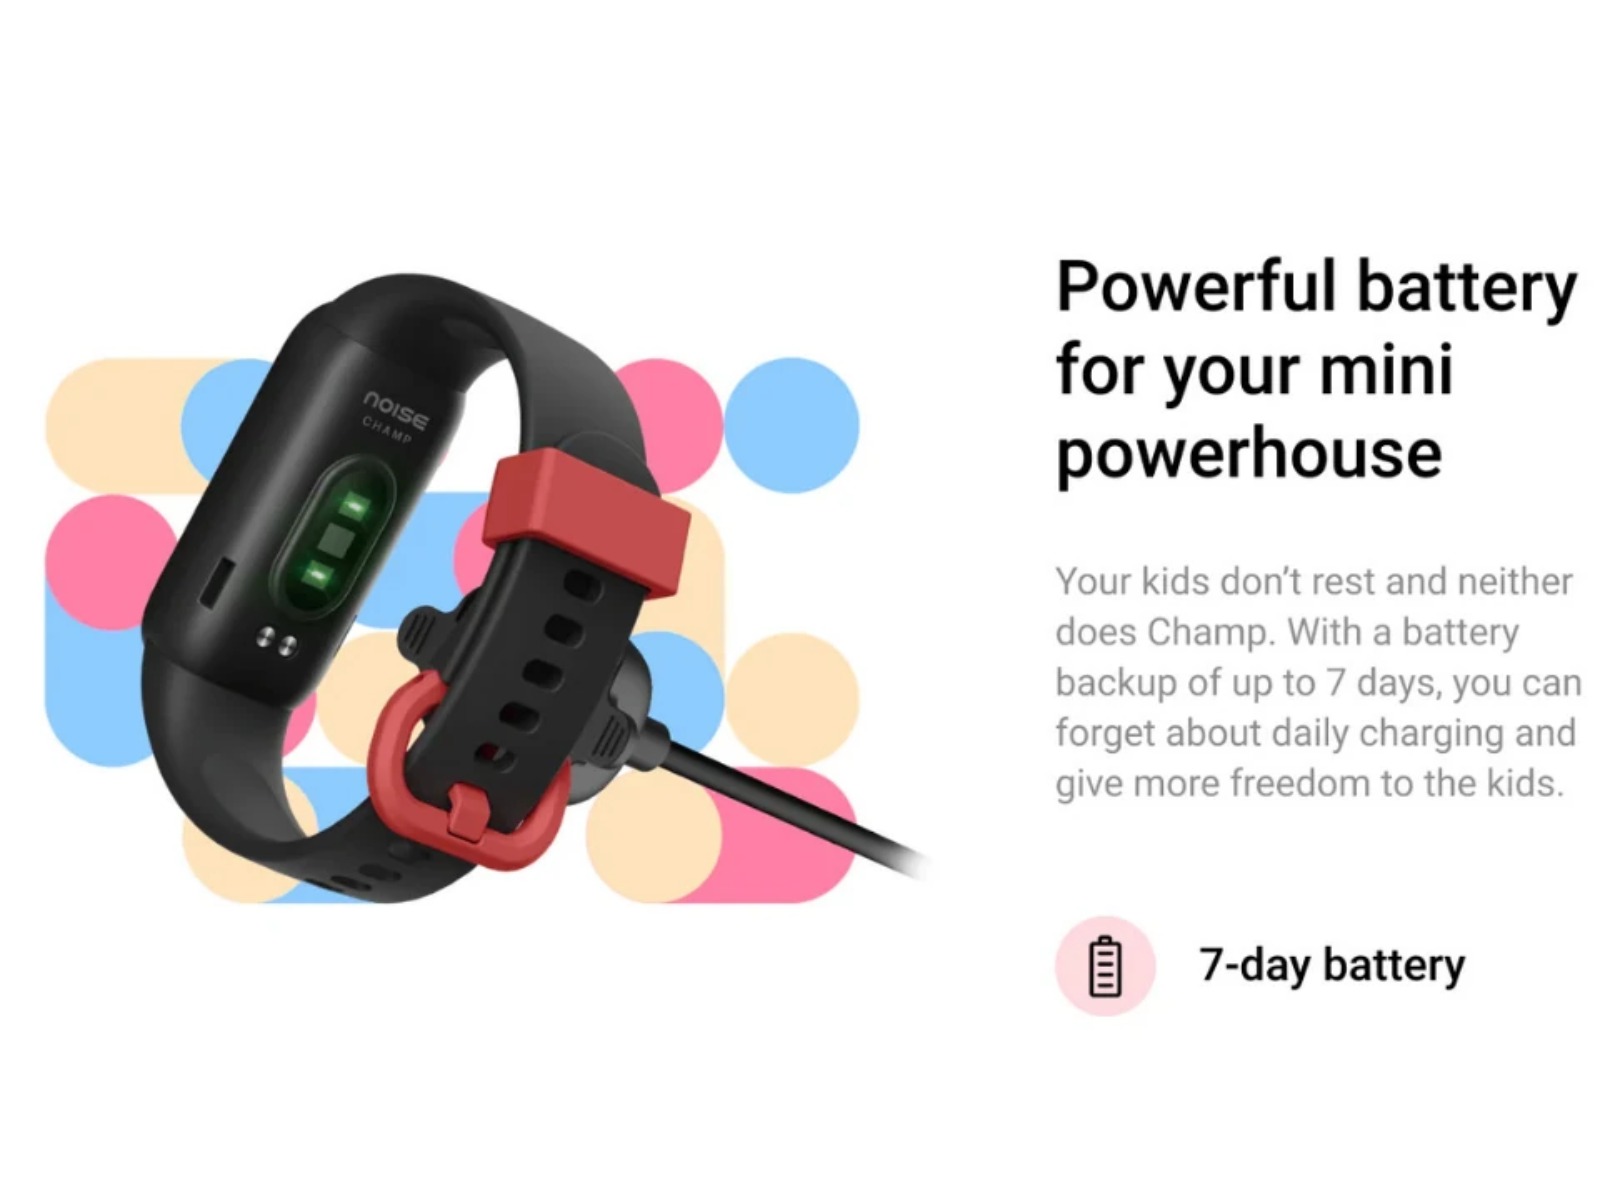 noise
CHAMP
Powerful battery
for your mini
powerhouse
Your kids don’t rest and neither
does Champ. With a battery
backup of up to 7 days, you can
forget about daily charging and
give more freedom to the kids.
7-day battery